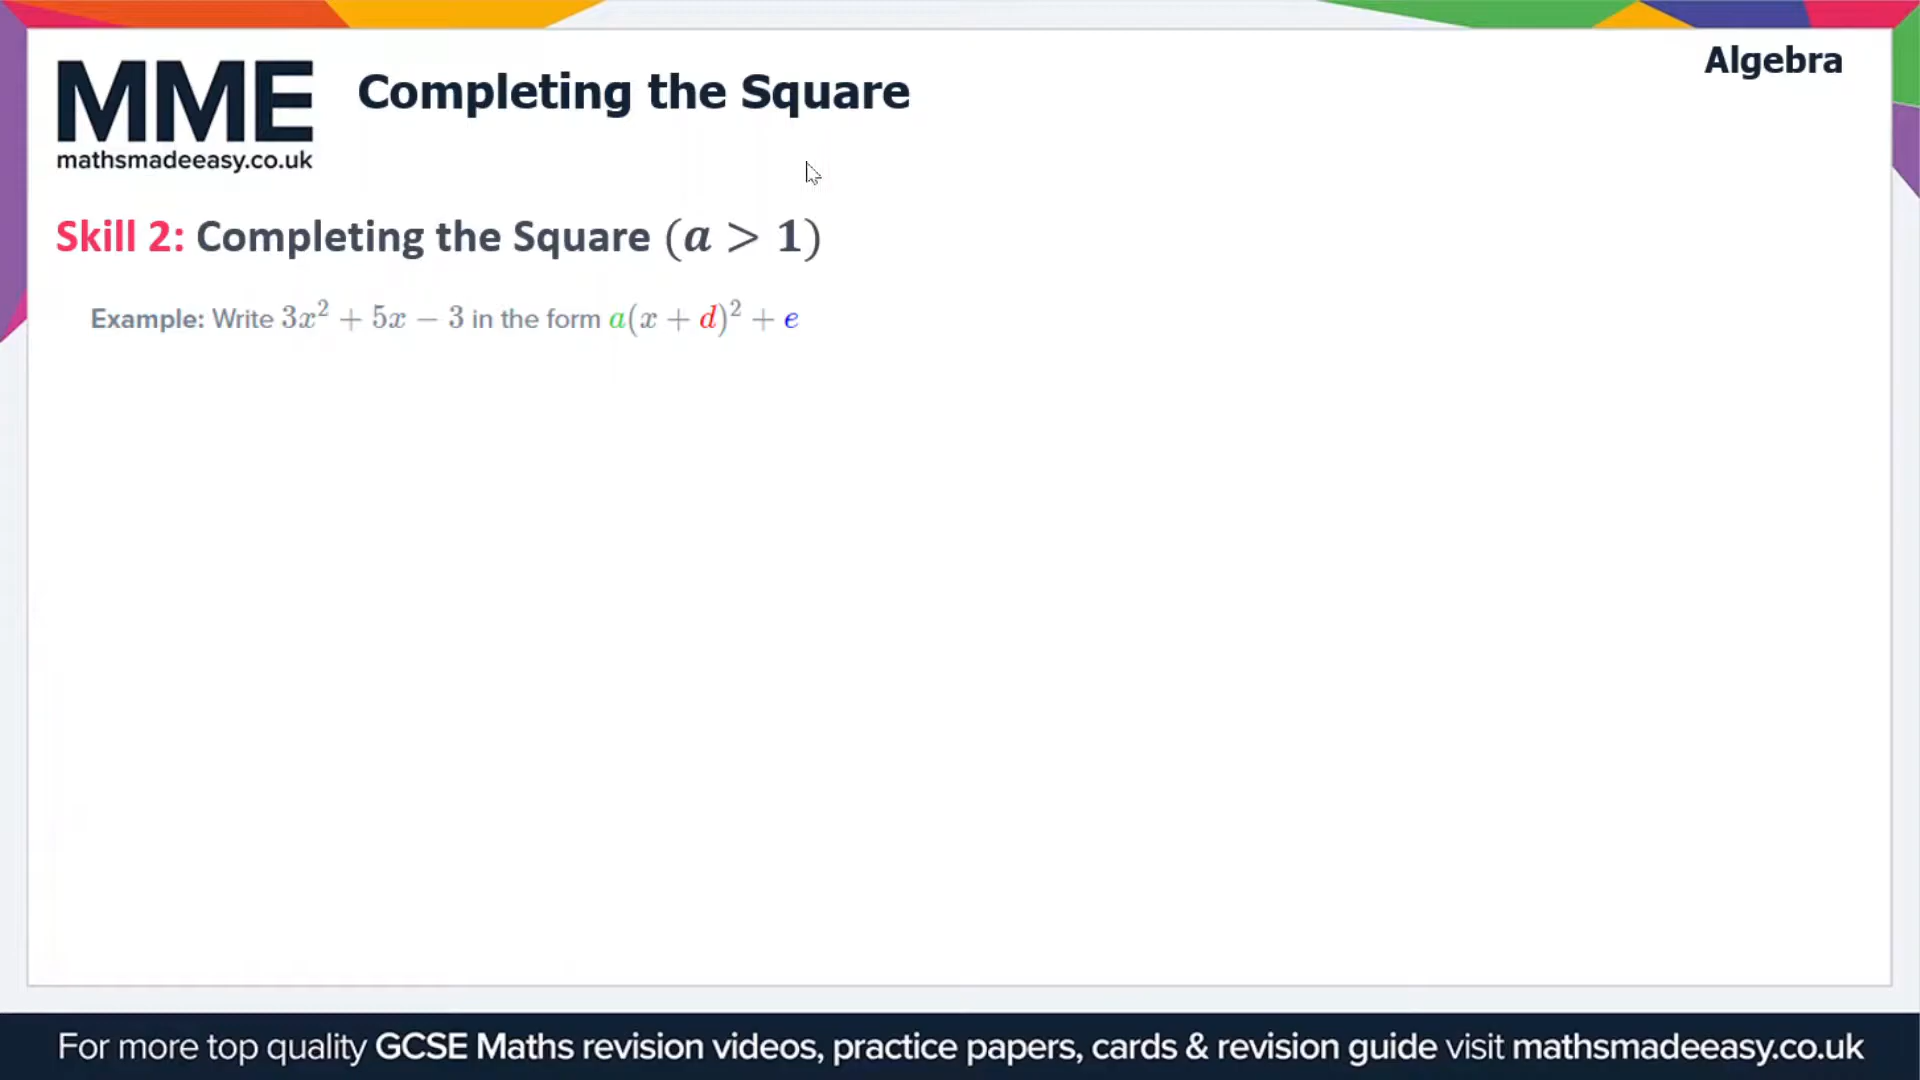 MME
mathsmadeeasy.co.uk
Completing the Square
Algebra
Skill 2: Completing the Square (a > 1)
Example: Write 3x² + 5x − 3 in the form a(x + d)² + e
For more top quality GCSE Maths revision videos, practice papers, cards & revision guide visit mathsmadeeasy.co.uk